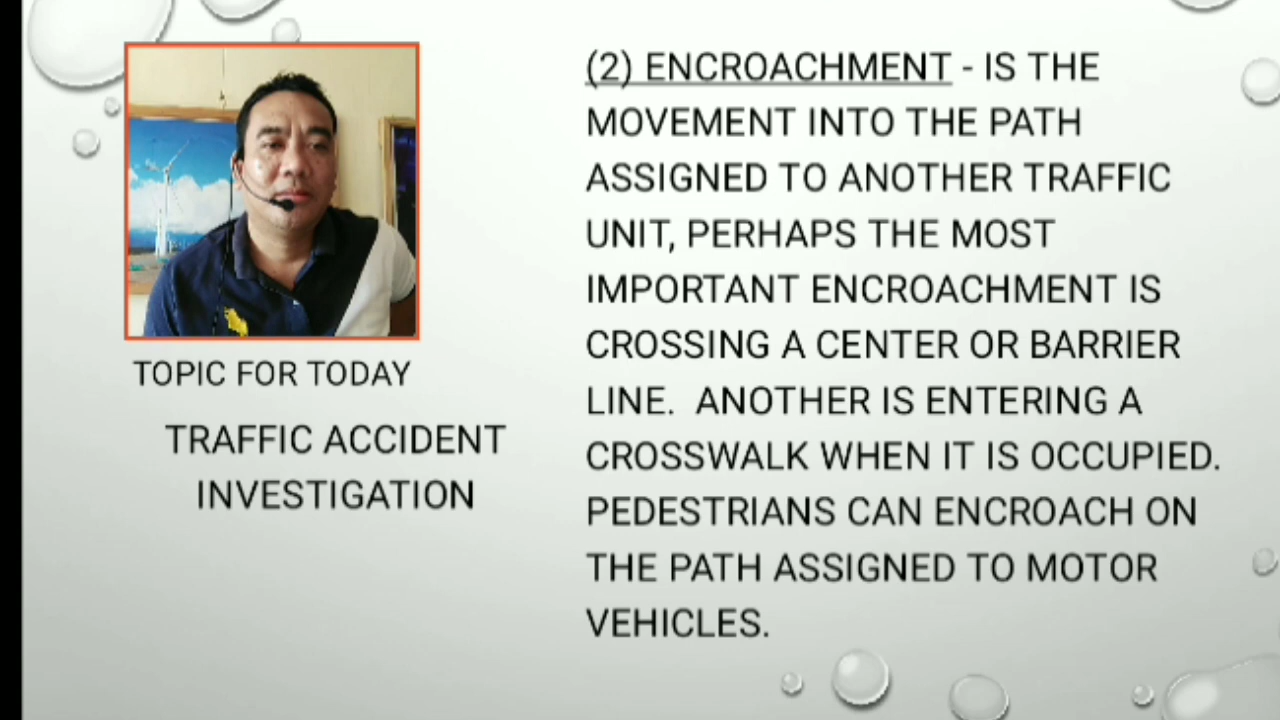 TOPIC FOR TODAY
TRAFFIC ACCIDENT
INVESTIGATION
(2) ENCROACHMENT - IS THE
MOVEMENT INTO THE PATH
ASSIGNED TO ANOTHER TRAFFIC
UNIT, PERHAPS THE MOST
IMPORTANT ENCROACHMENT IS
CROSSING A CENTER OR BARRIER
LINE.  ANOTHER IS ENTERING A
CROSSWALK WHEN IT IS OCCUPIED.
PEDESTRIANS CAN ENCROACH ON
THE PATH ASSIGNED TO MOTOR
VEHICLES.